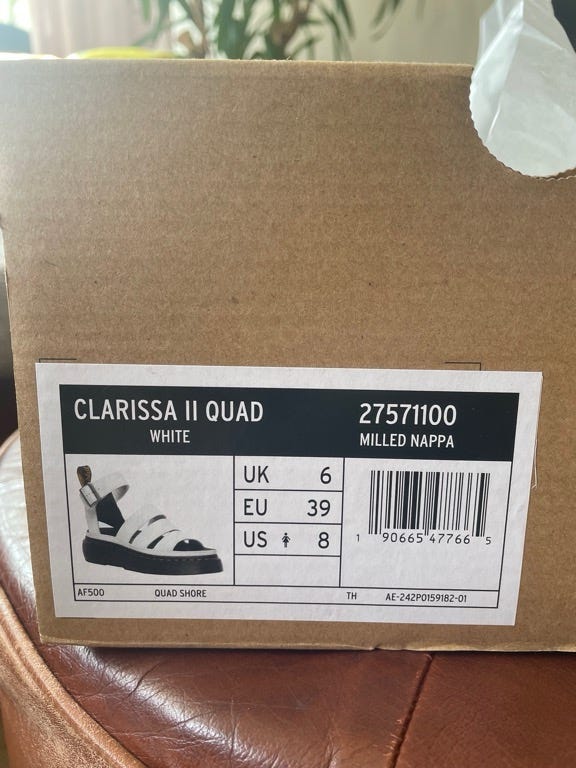 CLARISSA II QUAD
WHITE
27571100
MILLED NAPPA
UK 6
EU 39
US 8
1 90665 47766 5
AF500 QUAD SHORE TH AE-242P0159182-01